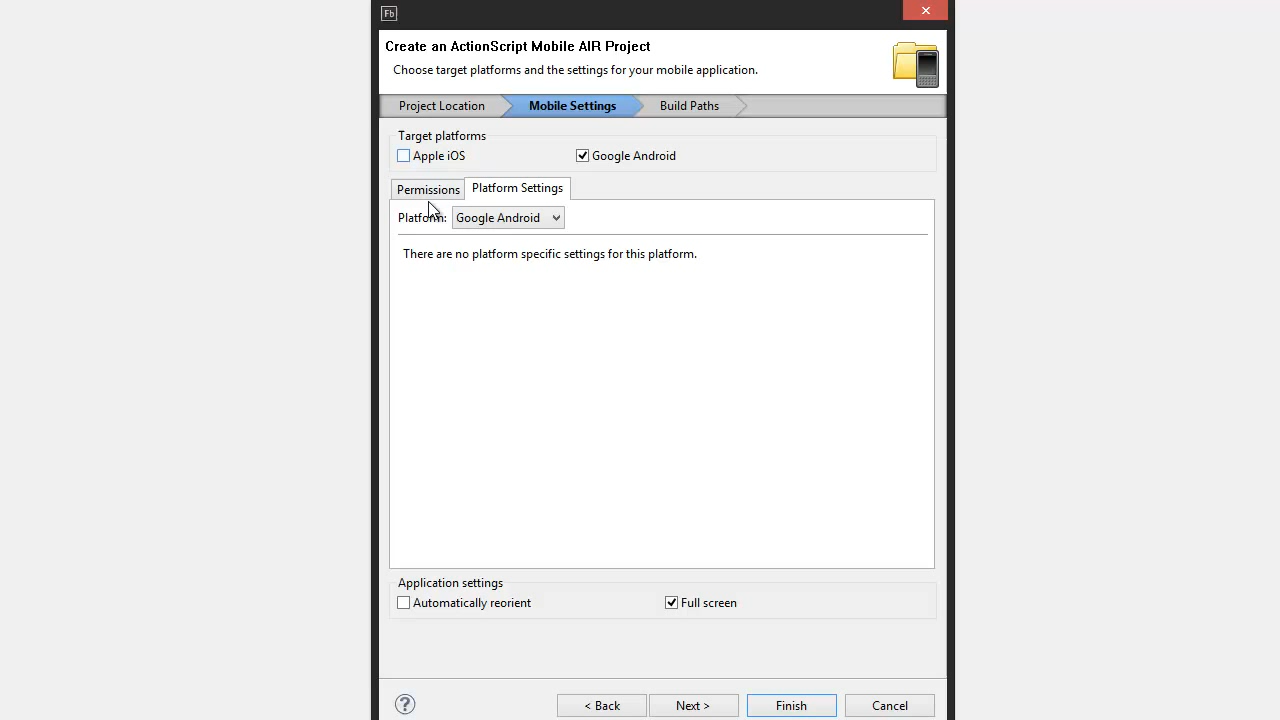 Fb
Create an ActionScript Mobile AIR Project
Choose target platforms and the settings for your mobile application.
Project Location Mobile Settings Build Paths
Target platforms
Apple iOS Google Android
Permissions Platform Settings
Platform: Google Android
There are no platform specific settings for this platform.
Application settings
Automatically reorient Full screen
? < Back Next > Finish Cancel